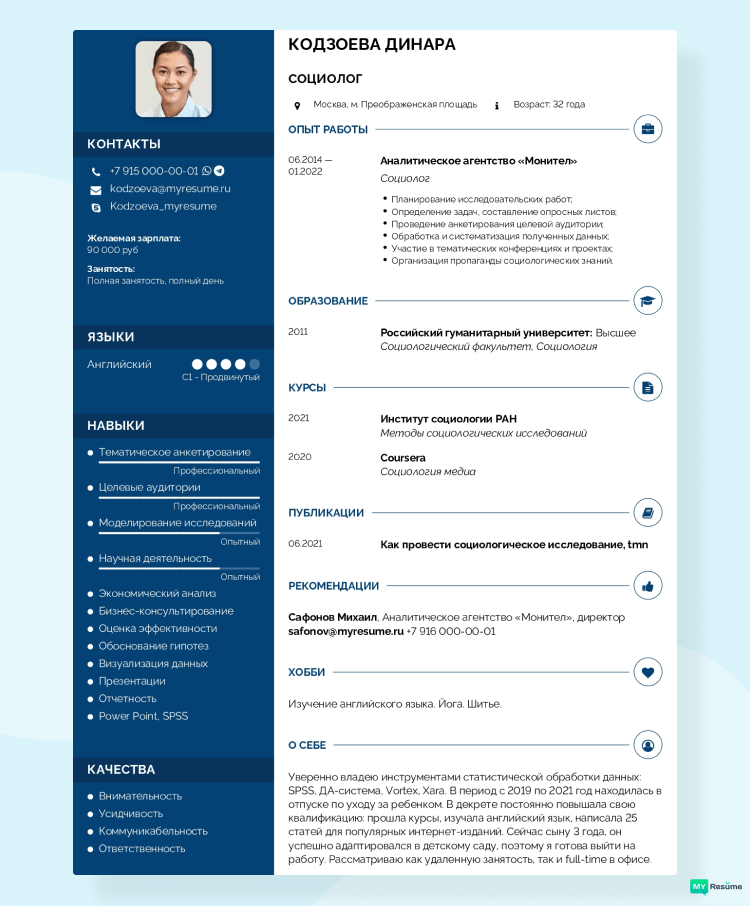 КОДЗОЕВА ДИНАРА
СОЦИОЛОГ
Москва, м. Преображенская площадь
Возраст: 32 года
КОНТАКТЫ
+7 915 000-00-01
kodzoeva@myresume.ru
Kodzoeva_myresume
Желаемая зарплата:
90 000 руб
Занятость:
Полная занятость, полный день
ЯЗЫКИ
Английский
C1 - Продвинутый
НАВЫКИ
Тематическое анкетирование
Профессиональный
Целевые аудитории
Профессиональный
Моделирование исследований
Опытный
Научная деятельность
Опытный
Экономический анализ
Бизнес-консультирование
Оценка эффективности
Обоснование гипотез
Визуализация данных
Презентации
Отчетность
Power Point, SPSS
КАЧЕСТВА
Внимательность
Усидчивость
Коммуникабельность
Ответственность
ОПЫТ РАБОТЫ
06.2014 —
01.2022
Аналитическое агентство «Монител»
Социолог
Планирование исследовательских работ;
Определение задач, составление опросных листов;
Проведение анкетирования целевой аудитории;
Обработка и систематизация полученных данных;
Участие в тематических конференциях и проектах;
Организация пропаганды социологических знаний.
ОБРАЗОВАНИЕ
2011
Российский гуманитарный университет: Высшее
Социологический факультет, Социология
КУРСЫ
2021
Институт социологии РАН
Методы социологических исследований
2020
Coursera
Социология медиа
ПУБЛИКАЦИИ
06.2021
Как провести социологическое исследование, tmn
РЕКОМЕНДАЦИИ
Сафонов Михаил, Аналитическое агентство «Монител», директор
safonov@myresume.ru +7 916 000-00-01
ХОББИ
Изучение английского языка. Йога. Шитье.
О СЕБЕ
Уверенно владею инструментами статистической обработки данных:
SPSS, ДА-система, Vortex, Xara. В период с 2019 по 2021 год находилась в
отпуске по уходу за ребенком. В декрете постоянно повышала свою
квалификацию: прошла курсы, изучала английский язык, написала 25
статей для популярных интернет-изданий. Сейчас сыну 3 года, он
успешно адаптировался в детском саду, поэтому я готова выйти на
работу. Рассматриваю как удаленную занятость, так и full-time в офисе.
MY Resume